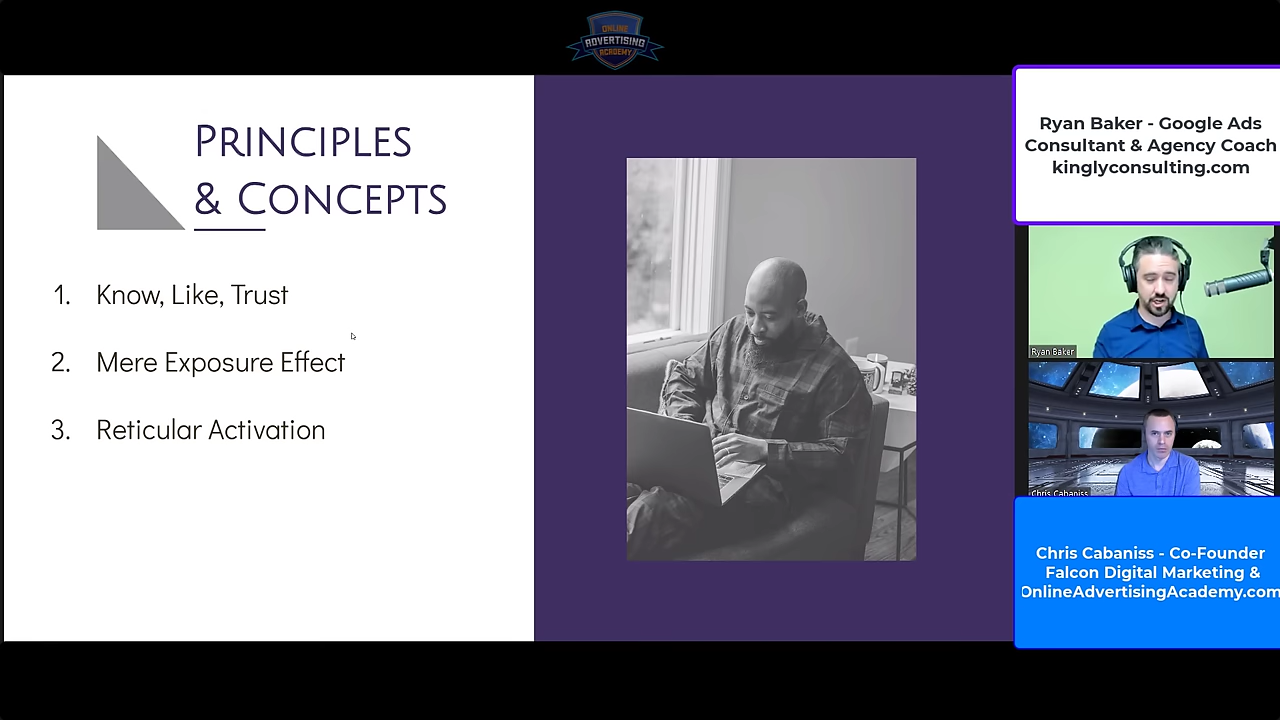 ONLINE
ADVERTISING
ACADEMY
PRINCIPLES
& CONCEPTS
1. Know, Like, Trust
2. Mere Exposure Effect
3. Reticular Activation
Ryan Baker - Google Ads
Consultant & Agency Coach
kinglyconsulting.com
Ryan Baker
Chris Cabaniss
Chris Cabaniss - Co-Founder
Falcon Digital Marketing &
OnlineAdvertisingAcademy.com